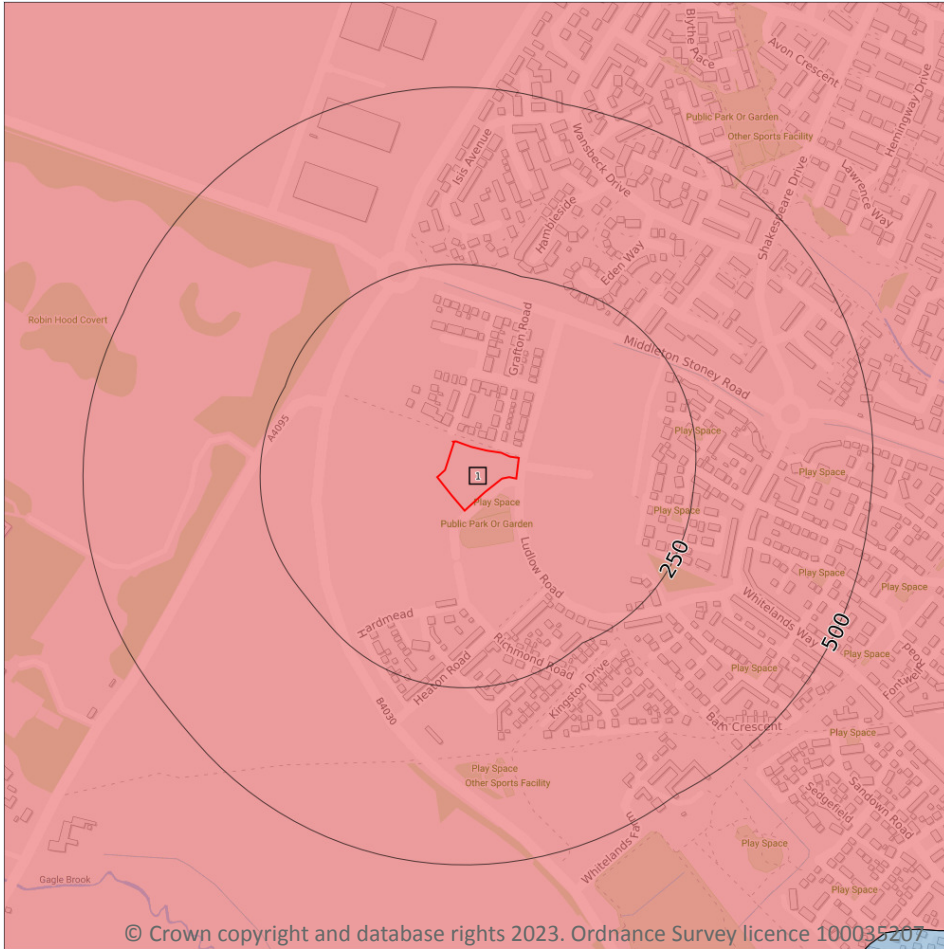 Blythe Place
Avon Crescent
Hemingway Drive
Public Park Or Garden
Other Sports Facility
Isis Avenue
Wansbeck Drive
Lawrence Way
Shakespeare Drive
Hambleside
Eden Way
Robin Hood Covert
Grafton Road
Middleton Stoney Road
A4095
Play Space
1
Play Space
Play Space
Play Space
Public Park Or Garden
250
Ludlow Road
Play Space
Play Space
Whitelands Way
500
Hardmead
Richmond Road
Play Space
Play Space
Heaton Road
Kingston Drive
Fontwell Road
B4030
Play Space
Other Sports Facility
Play Space
Sandown Road
Sedgefield
Whitelands Fa
Play Space
Gagle Brook
Play Space
© Crown copyright and database rights 2023. Ordnance Survey licence 100035207.